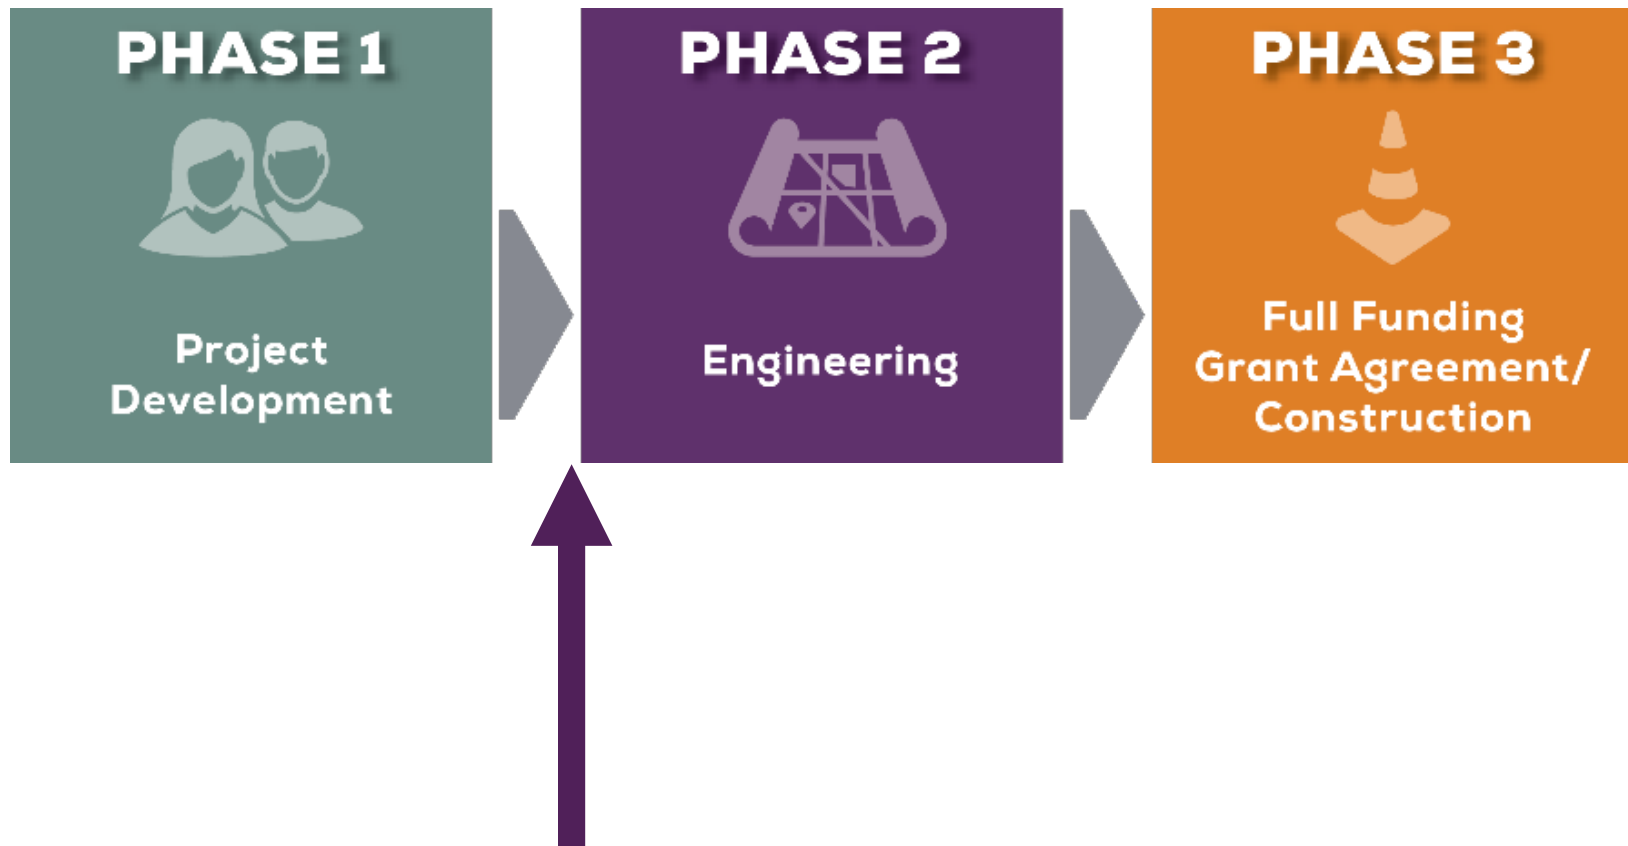 PHASE 1
Project
Development
PHASE 2
Engineering
PHASE 3
Full Funding
Grant Agreement/
Construction